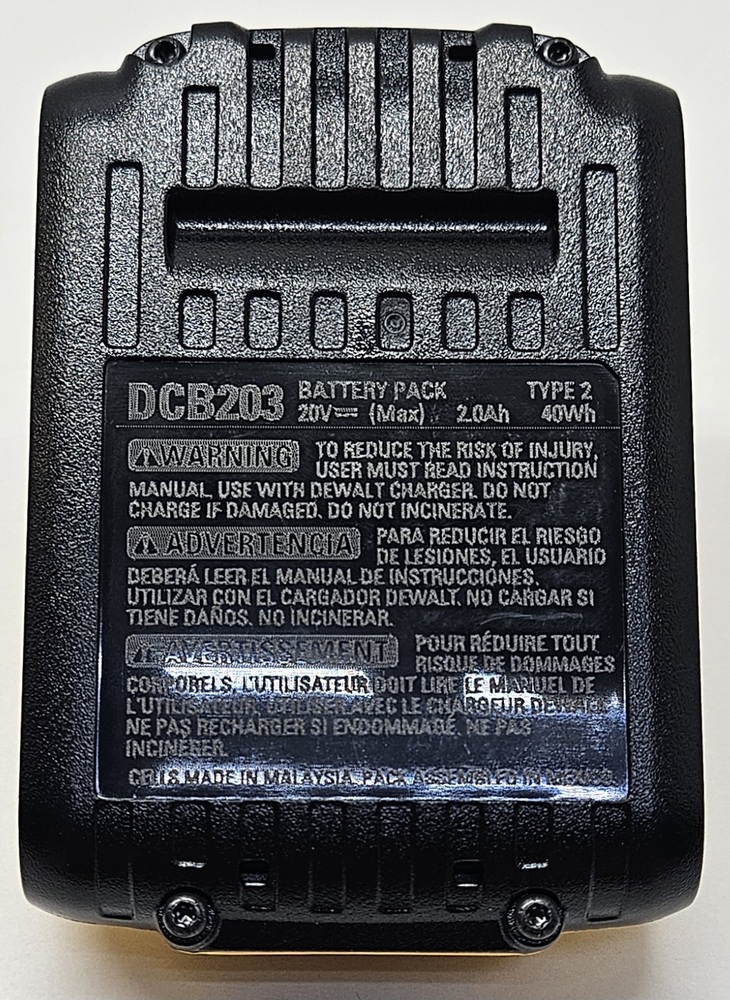 DCB203 BATTERY PACK TYPE 2
20V⎓ (Max) 2.0Ah 40Wh
⚠WARNING TO REDUCE THE RISK OF INJURY,
USER MUST READ INSTRUCTION
MANUAL. USE WITH DEWALT CHARGER. DO NOT
CHARGE IF DAMAGED. DO NOT INCINERATE.
⚠ADVERTENCIA PARA REDUCIR EL RIESGO
DE LESIONES, EL USUARIO
DEBERÁ LEER EL MANUAL DE INSTRUCCIONES.
UTILIZAR CON EL CARGADOR DEWALT. NO CARGAR SI
TIENE DAÑOS. NO INCINERAR.
⚠AVERTISSEMENT POUR RÉDUIRE TOUT
RISQUE DE DOMMAGES
CORPORELS, L'UTILISATEUR DOIT LIRE LE MANUEL DE
L'UTILISATEUR. UTILISER AVEC LE CHARGEUR DEWALT.
NE PAS RECHARGER SI ENDOMMAGÉ. NE PAS
INCINÉRER.
CELLS MADE IN MALAYSIA. PACK ASSEMBLED IN MEXICO